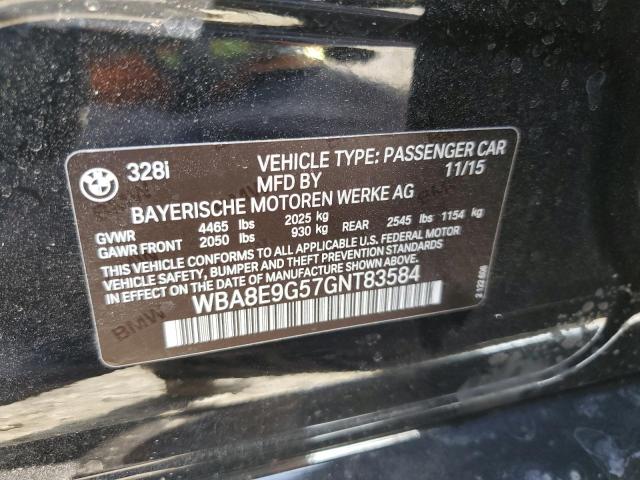 BMW
328i
VEHICLE TYPE: PASSENGER CAR
MFD BY 11/15
BAYERISCHE MOTOREN WERKE AG
GVWR 4465 lbs 2025 kg
GAWR FRONT 2050 lbs 930 kg REAR 2545 lbs 1154 kg
THIS VEHICLE CONFORMS TO ALL APPLICABLE U.S. FEDERAL MOTOR
VEHICLE SAFETY, BUMPER AND THEFT PREVENTION STANDARDS
IN EFFECT ON THE DATE OF MANUFACTURE SHOWN ABOVE.
WBA8E9G57GNT83584
BMW